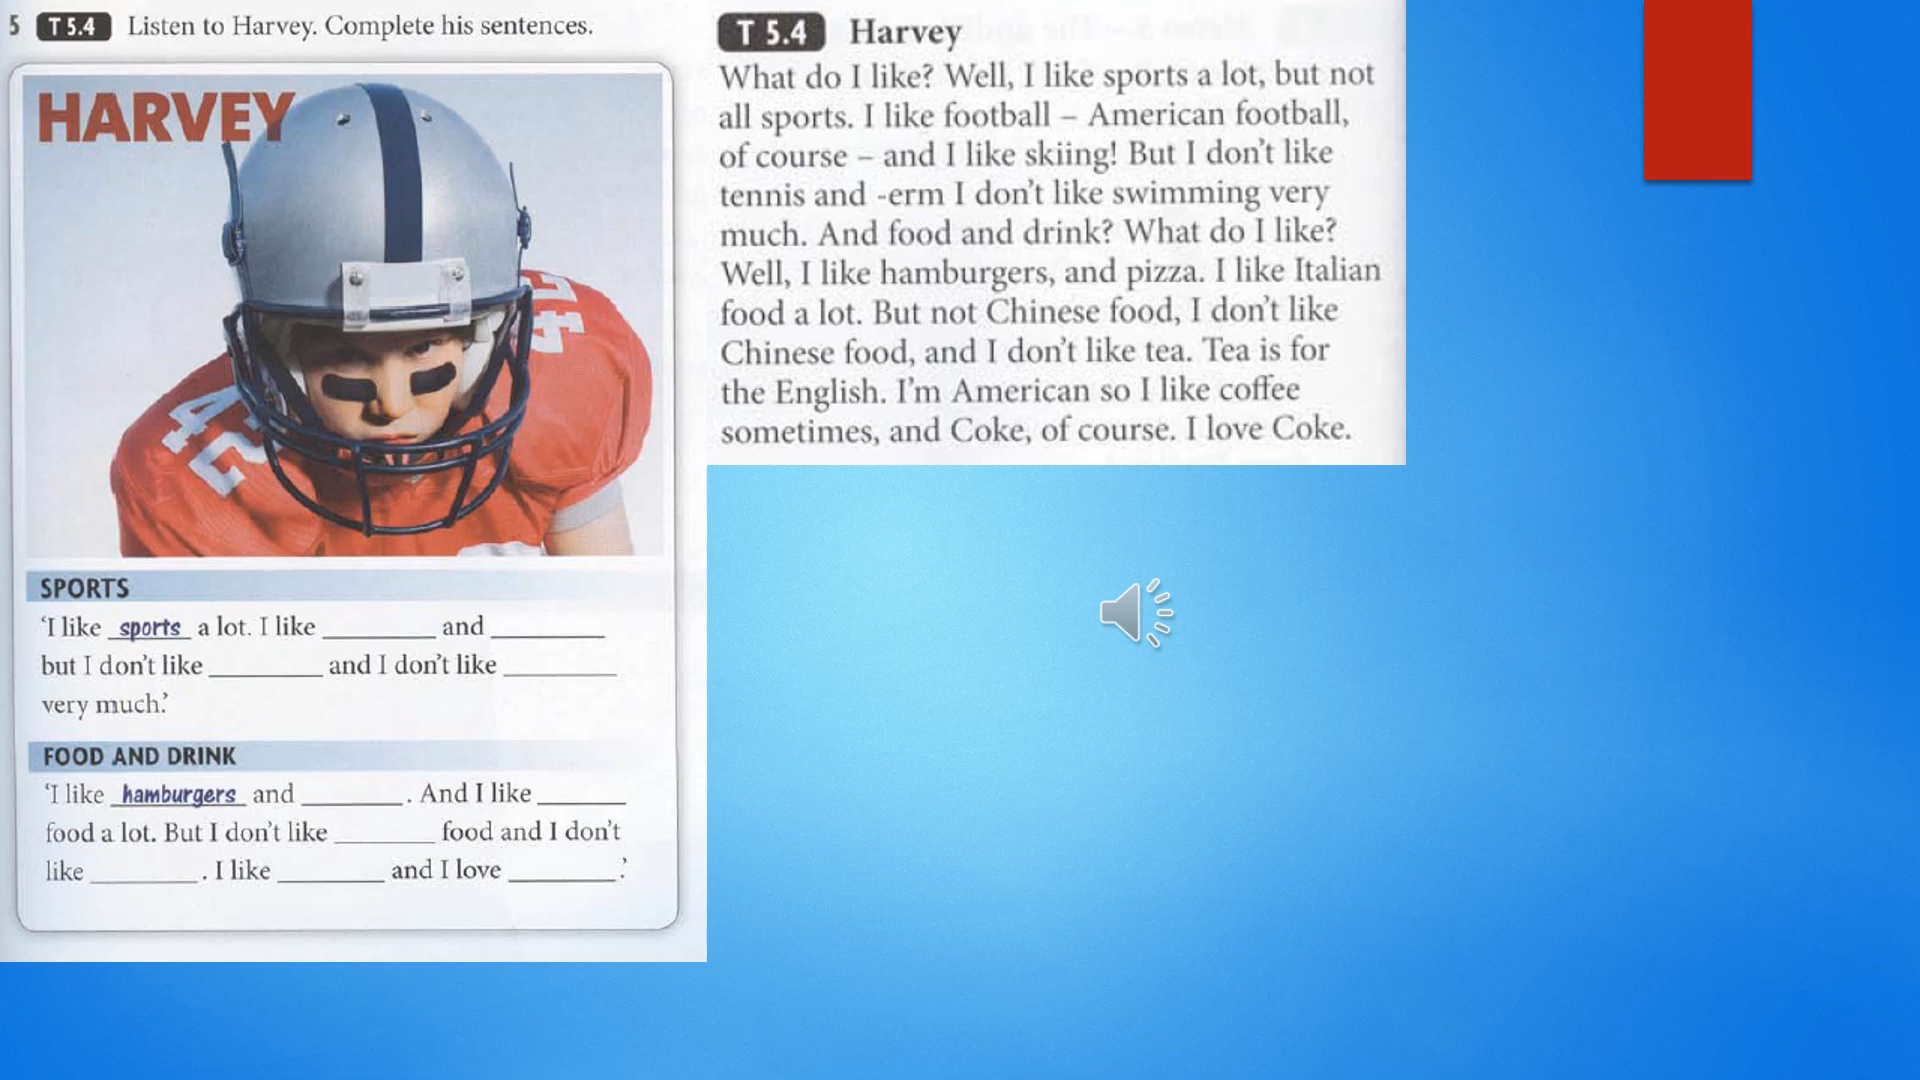 5 T 5.4 Listen to Harvey. Complete his sentences.
HARVEY
42
42
SPORTS
‘I like sports a lot. I like ________ and ________
but I don’t like ________ and I don’t like ________
very much.’
FOOD AND DRINK
‘I like hamburgers and ________. And I like ________
food a lot. But I don’t like ________ food and I don’t
like ________. I like ________ and I love ________.’
T 5.4 Harvey
What do I like? Well, I like sports a lot, but not
all sports. I like football – American football,
of course – and I like skiing! But I don’t like
tennis and -erm I don’t like swimming very
much. And food and drink? What do I like?
Well, I like hamburgers, and pizza. I like Italian
food a lot. But not Chinese food, I don’t like
Chinese food, and I don’t like tea. Tea is for
the English. I’m American so I like coffee
sometimes, and Coke, of course. I love Coke.